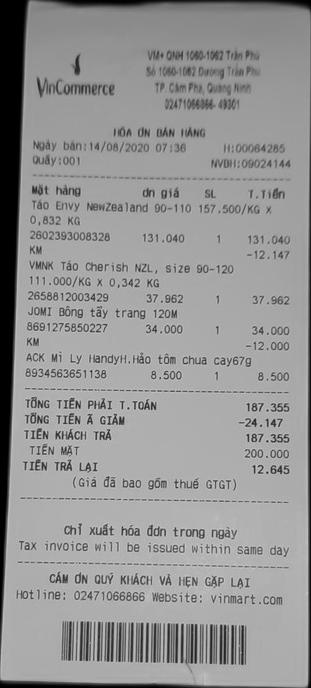 VinCommerce
VM+ QNH 1060-1062 Trần Phú
Số 1060-1062 Đường Trần Phú
TP. Cẩm Phả, Quảng Ninh
02471066866- 49301
HÓA ĐN BÁN HÀNG
Ngày bán:14/08/2020 07:36 H:00064285
Quầy:001 NVBH:09024144
Mặt hàng đn giá SL T.Tiền
Táo Envy NewZealand 90-110 157.500/KG X
0,832 KG
2602393008328 131.040 1 131.040
KM -12.147
VMNK Táo Cherish NZL, size 90-120
111.000/KG X 0,342 KG
2658812003429 37.962 1 37.962
JOMI Bông tẩy trang 120M
8691275850227 34.000 1 34.000
KM -12.000
ACK Mì Ly HandyH.Hảo tôm chua cay67g
8934563651138 8.500 1 8.500
TỔNG TIỀN PHẢI T.TOÁN 187.355
TỔNG TIỀN Ã GIẢM -24.147
TIỀN KHÁCH TRẢ 187.355
TIỀN MẶT 200.000
TIỀN TRẢ LẠI 12.645
(Giá đã bao gồm thuế GTGT)
Chỉ xuất hóa đơn trong ngày
Tax invoice will be issued within same day
CÁM ƠN QUÝ KHÁCH VÀ HẸN GẶP LẠI
Hotline: 02471066866 Website: vinmart.com